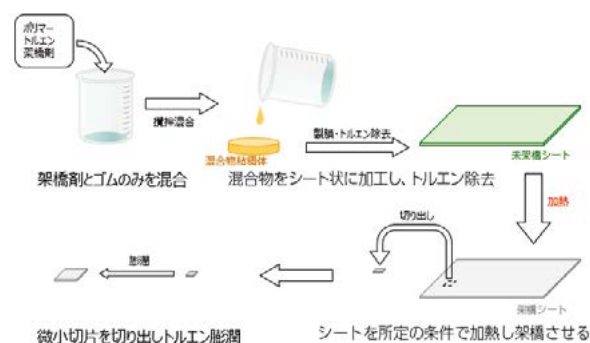 ポリマー
トルエン
架橋剤
攪拌混合
架橋剤とゴムのみを混合
混合物粘稠体
製膜・トルエン除去
混合物をシート状に加工し、トルエン除去
未架橋シート
加熱
切り出し
架橋シート
シートを所定の条件で加熱し架橋させる
膨潤
微小切片を切り出しトルエン膨潤